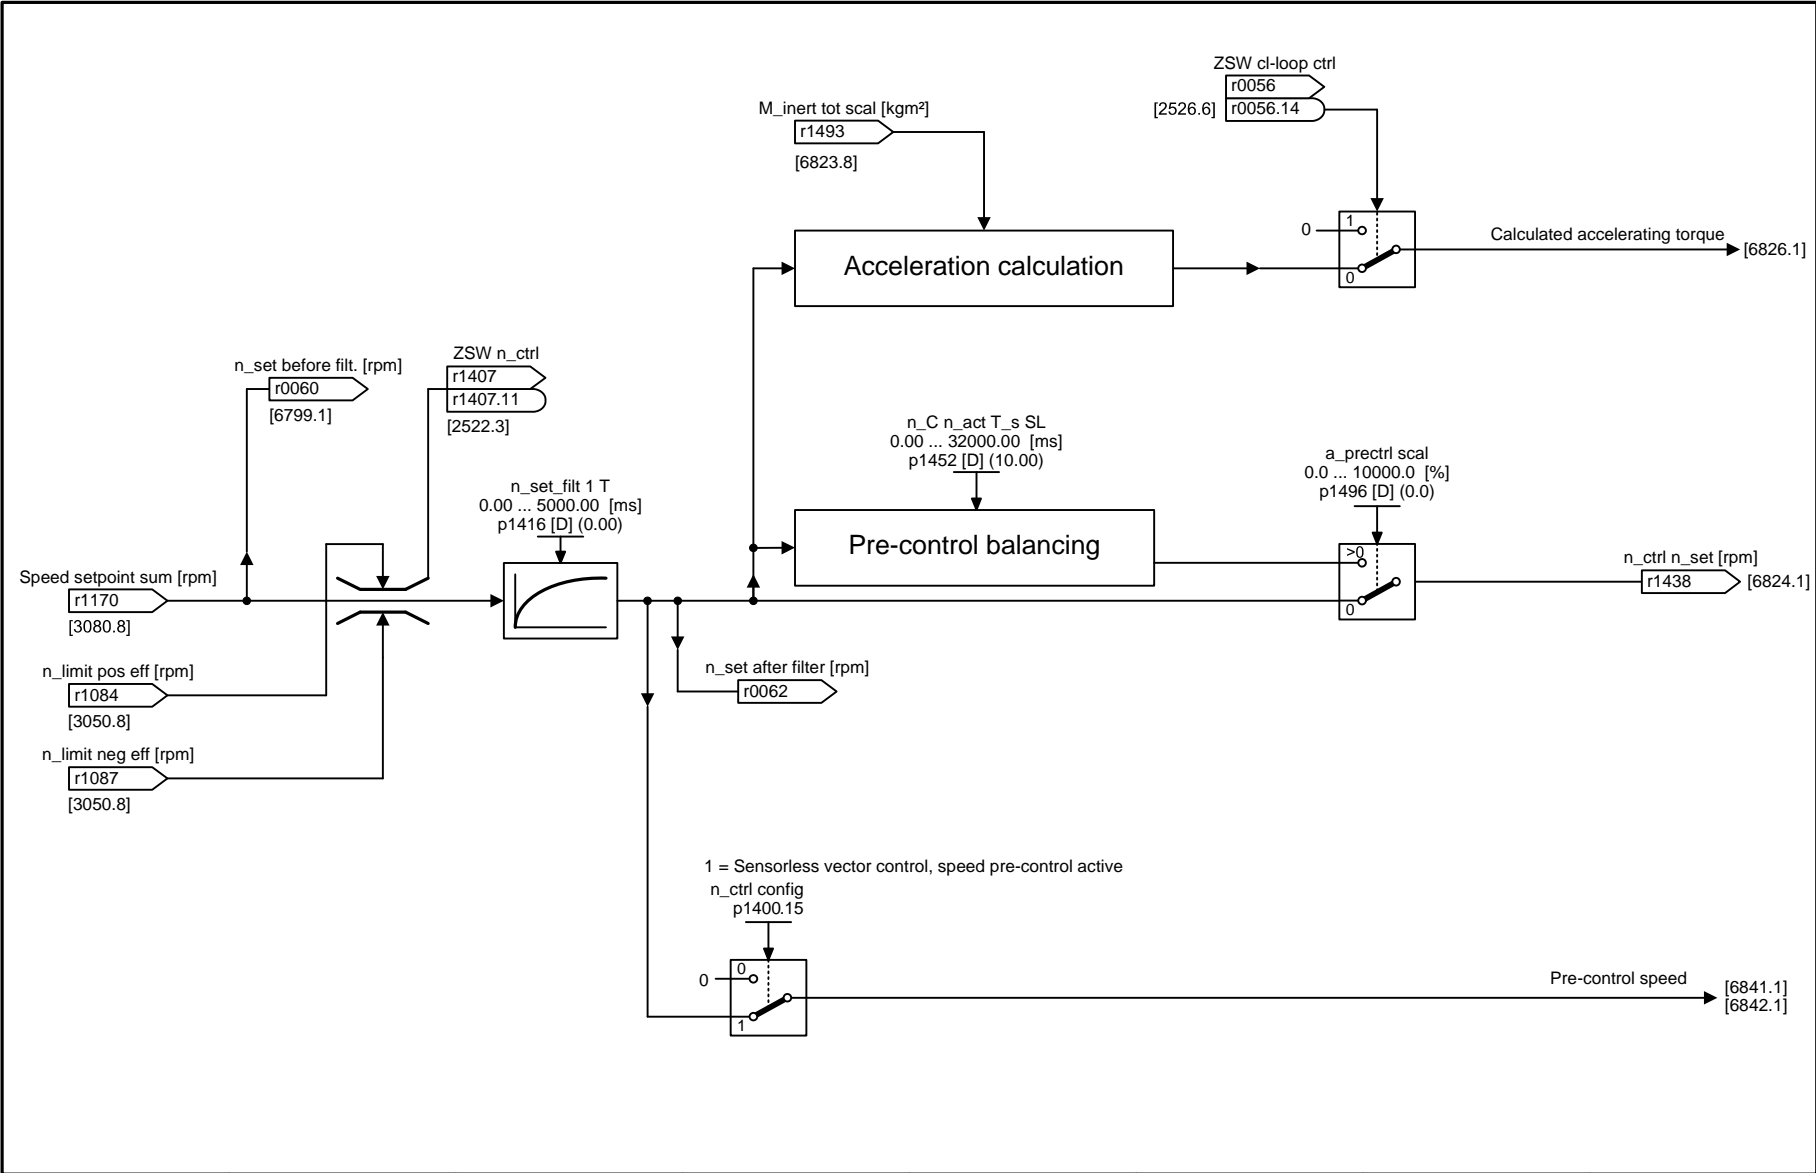 ZSW cl-loop ctrl
r0056
[2526.6] r0056.14
M_inert tot scal [kgm²]
r1493
[6823.8]
1
0
0
Calculated accelerating torque
[6826.1]
Acceleration calculation
n_set before filt. [rpm]
r0060
[6799.1]
ZSW n_ctrl
r1407
r1407.11
[2522.3]
n_C n_act T_s SL
0.00 ... 32000.00 [ms]
p1452 [D] (10.00)
a_prectrl scal
0.0 ... 10000.0 [%]
p1496 [D] (0.0)
n_set_filt 1 T
0.00 ... 5000.00 [ms]
p1416 [D] (0.00)
Pre-control balancing
>0
0
n_ctrl n_set [rpm]
r1438 [6824.1]
Speed setpoint sum [rpm]
r1170
[3080.8]
n_limit pos eff [rpm]
r1084
[3050.8]
n_set after filter [rpm]
r0062
n_limit neg eff [rpm]
r1087
[3050.8]
1 = Sensorless vector control, speed pre-control active
n_ctrl config
p1400.15
0
0
1
Pre-control speed
[6841.1]
[6842.1]